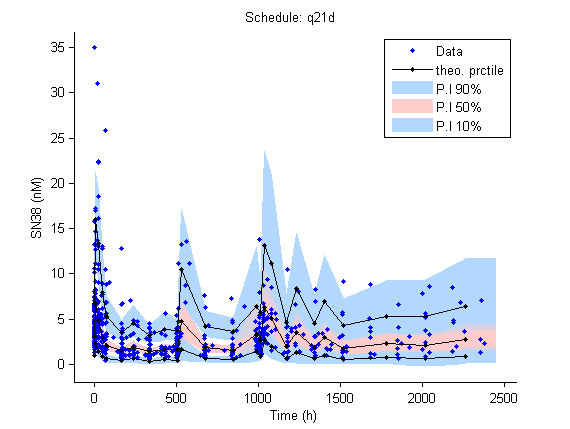 Schedule: q21d
Data
theo. prctile
P.I 90%
P.I 50%
P.I 10%
SN38 (nM)
35
30
25
20
15
10
5
0
0 500 1000 1500 2000 2500
Time (h)